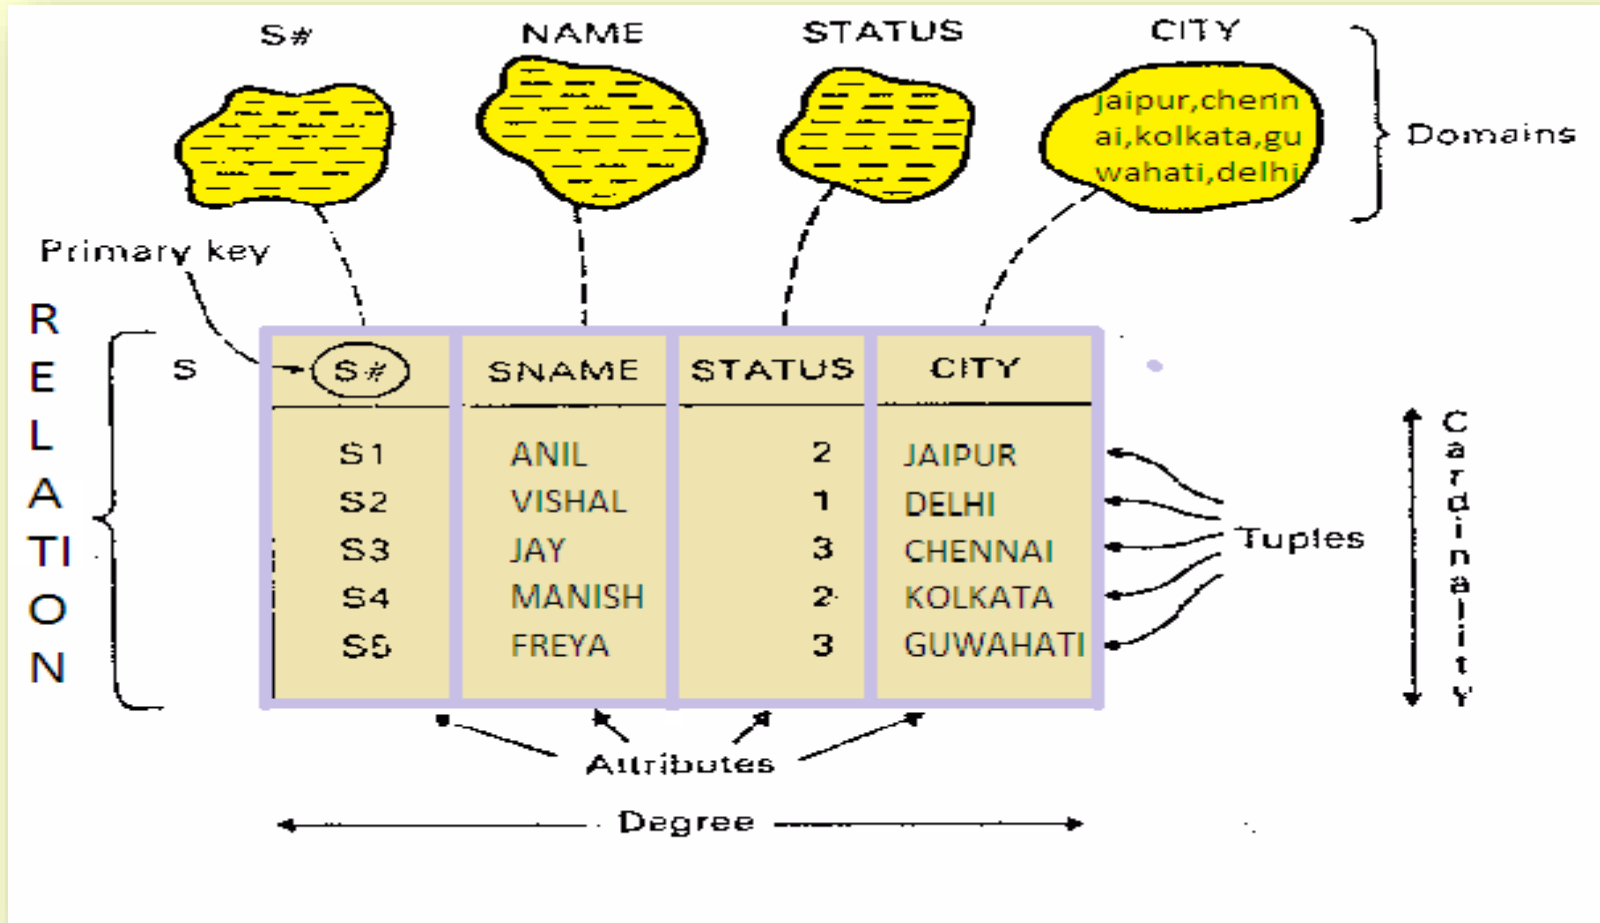 S# NAME STATUS CITY
jaipur,chenn
ai,kolkata,gu
wahati,delhi
Domains
Primary key
RELATION
S S# SNAME STATUS CITY
S1 ANIL 2 JAIPUR
S2 VISHAL 1 DELHI
S3 JAY 3 CHENNAI
S4 MANISH 2 KOLKATA
S5 FREYA 3 GUWAHATI
Tuples
Cardinality
Attributes
Degree